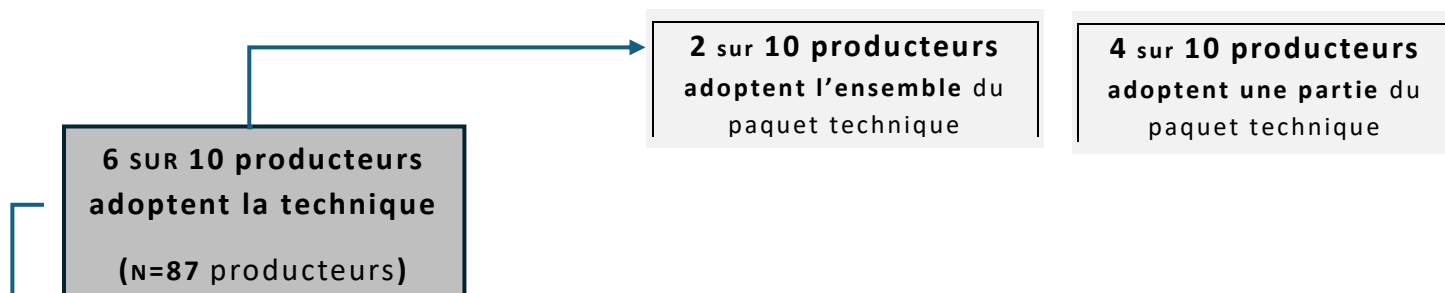 2 sur 10 producteurs
adoptent l’ensemble du
paquet technique
4 sur 10 producteurs
adoptent une partie du
paquet technique
6 SUR 10 producteurs
adoptent la technique
(N=87 producteurs)